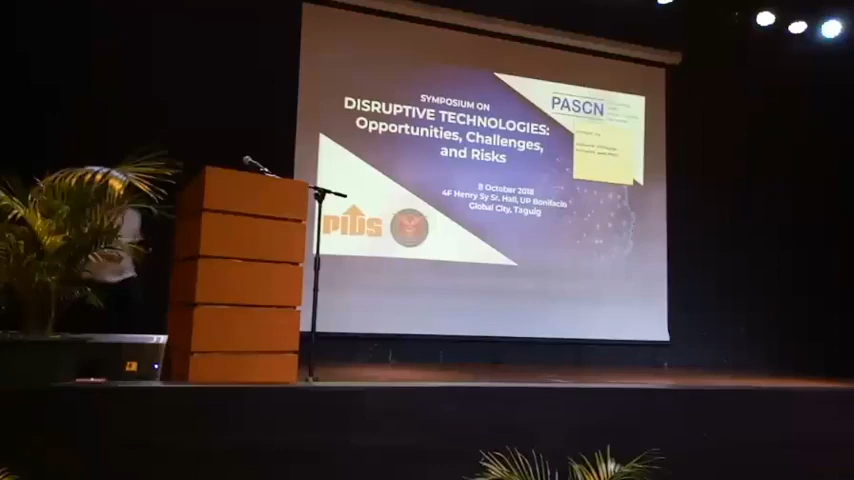 SYMPOSIUM ON
DISRUPTIVE TECHNOLOGIES:
Opportunities, Challenges,
and Risks
8 October 2018
4F Henry Sy Sr. Hall, UP Bonifacio
Global City, Taguig
PASCN
pids